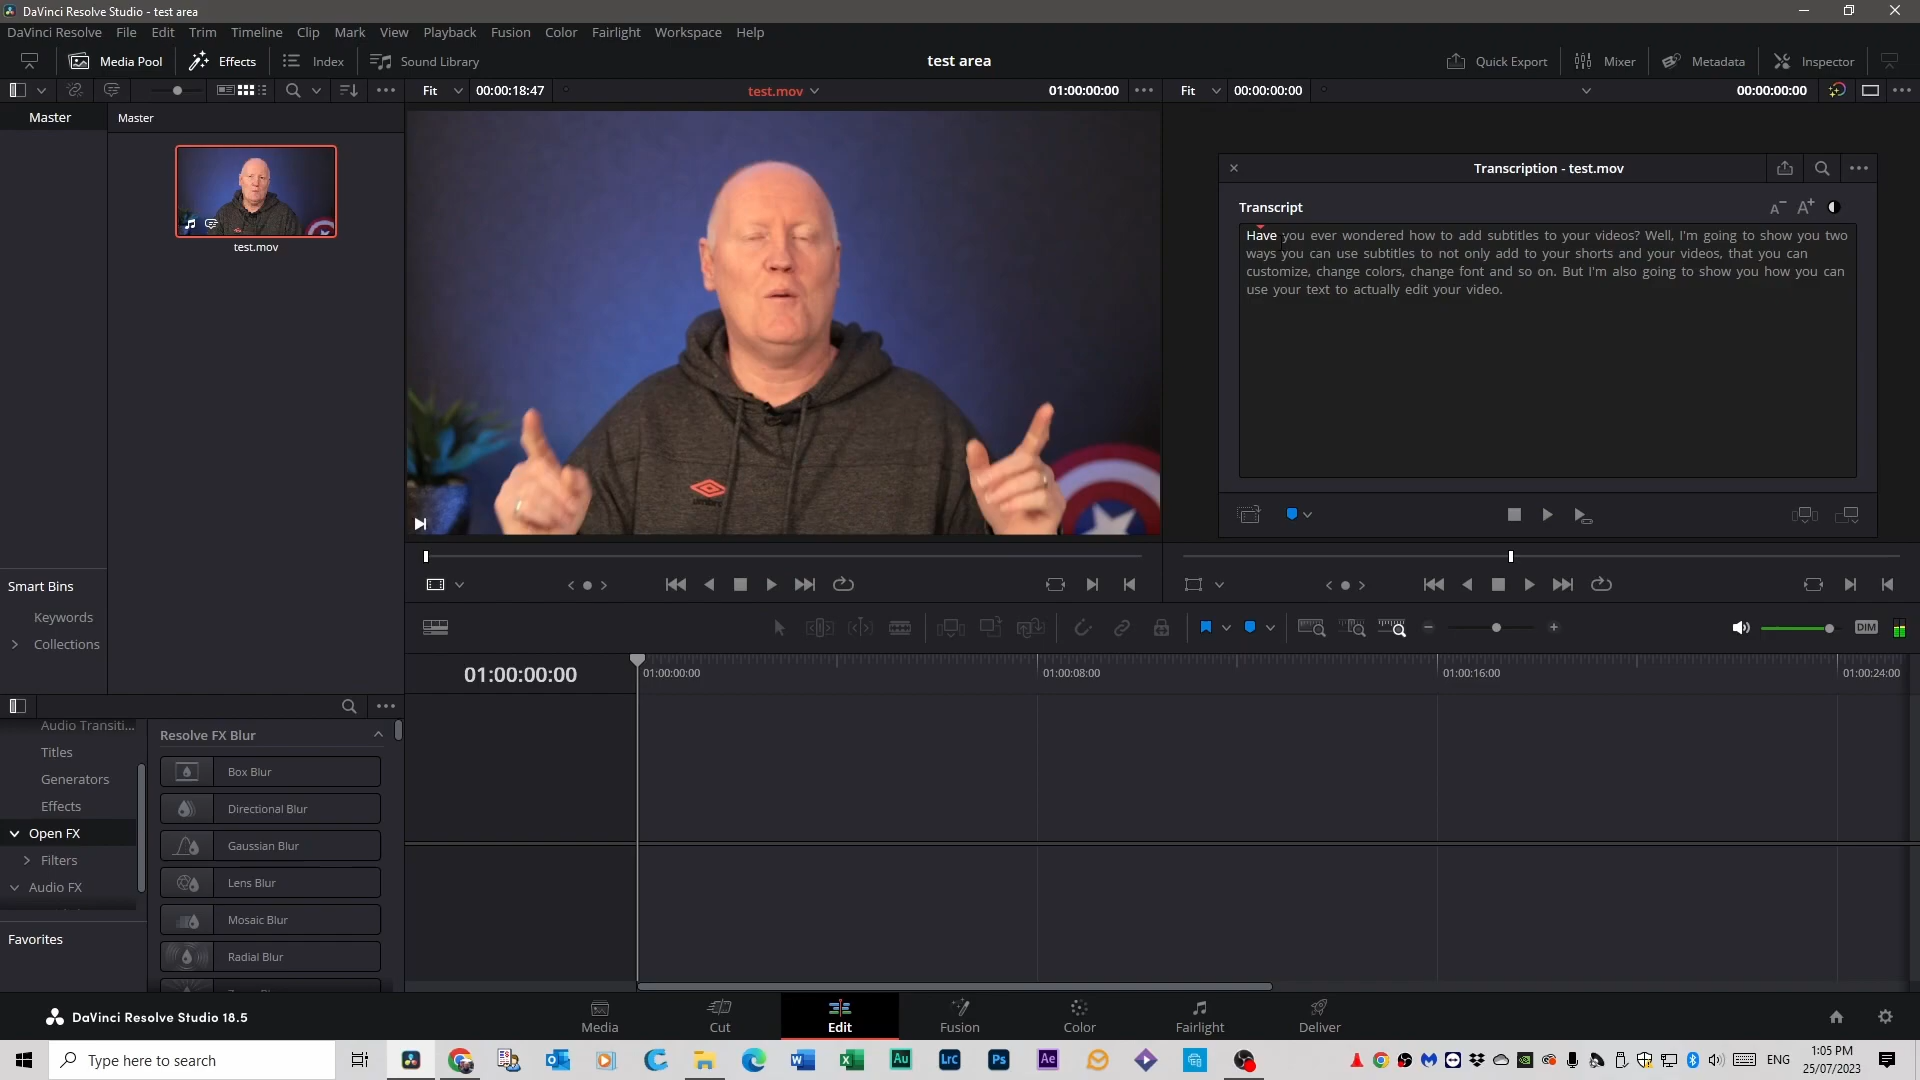 DaVinci Resolve Studio - test area
DaVinci Resolve File Edit Trim Timeline Clip Mark View Playback Fusion Color Fairlight Workspace Help
Media Pool Effects Index Sound Library test area Quick Export Mixer Metadata Inspector
Fit 00:00:18:47 test.mov 01:00:00:00 Fit 00:00:00:00 00:00:00:00
Master Master
test.mov
Transcription - test.mov
Transcript
Have you ever wondered how to add subtitles to your videos? Well, I'm going to show you two
ways you can use subtitles to not only add to your shorts and your videos, that you can
customize, change colors, change font and so on. But I'm also going to show you how you can
use your text to actually edit your video.
umbro
Smart Bins
Keywords
Collections
DIM
01:00:00:00 01:00:00:00 01:00:08:00 01:00:16:00 01:00:24:00
Audio Transiti...
Titles
Generators
Effects
Open FX
Filters
Audio FX
Favorites
Resolve FX Blur
Box Blur
Directional Blur
Gaussian Blur
Lens Blur
Mosaic Blur
Radial Blur
DaVinci Resolve Studio 18.5
Media Cut Edit Fusion Color Fairlight Deliver
Type here to search
Au Lrc Ps Ae
ENG
1:05 PM
25/07/2023